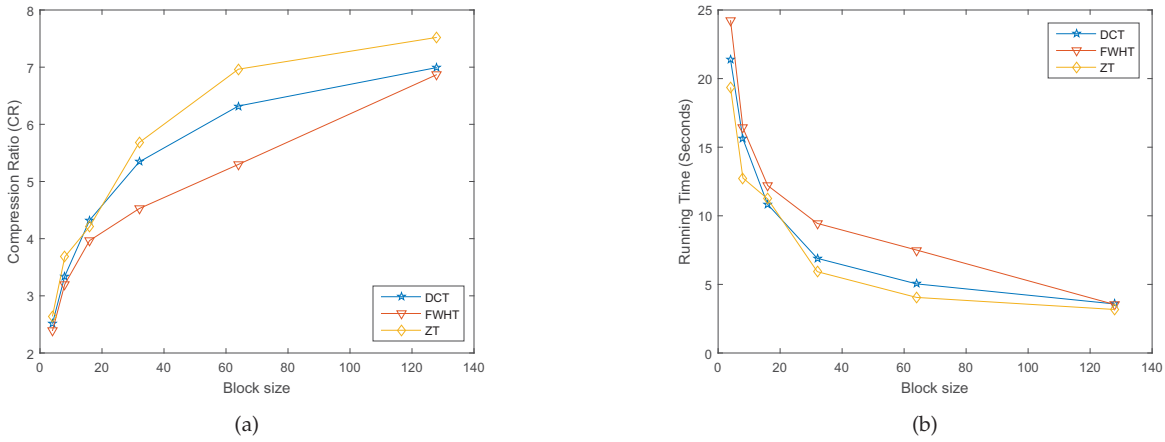 8
7
6
5
4
3
2
0 20 40 60 80 100 120 140
Compression Ratio (CR)
Block size
DCT
FWHT
ZT
(a)
25
20
15
10
5
0
0 20 40 60 80 100 120 140
Running Time (Seconds)
Block size
DCT
FWHT
ZT
(b)